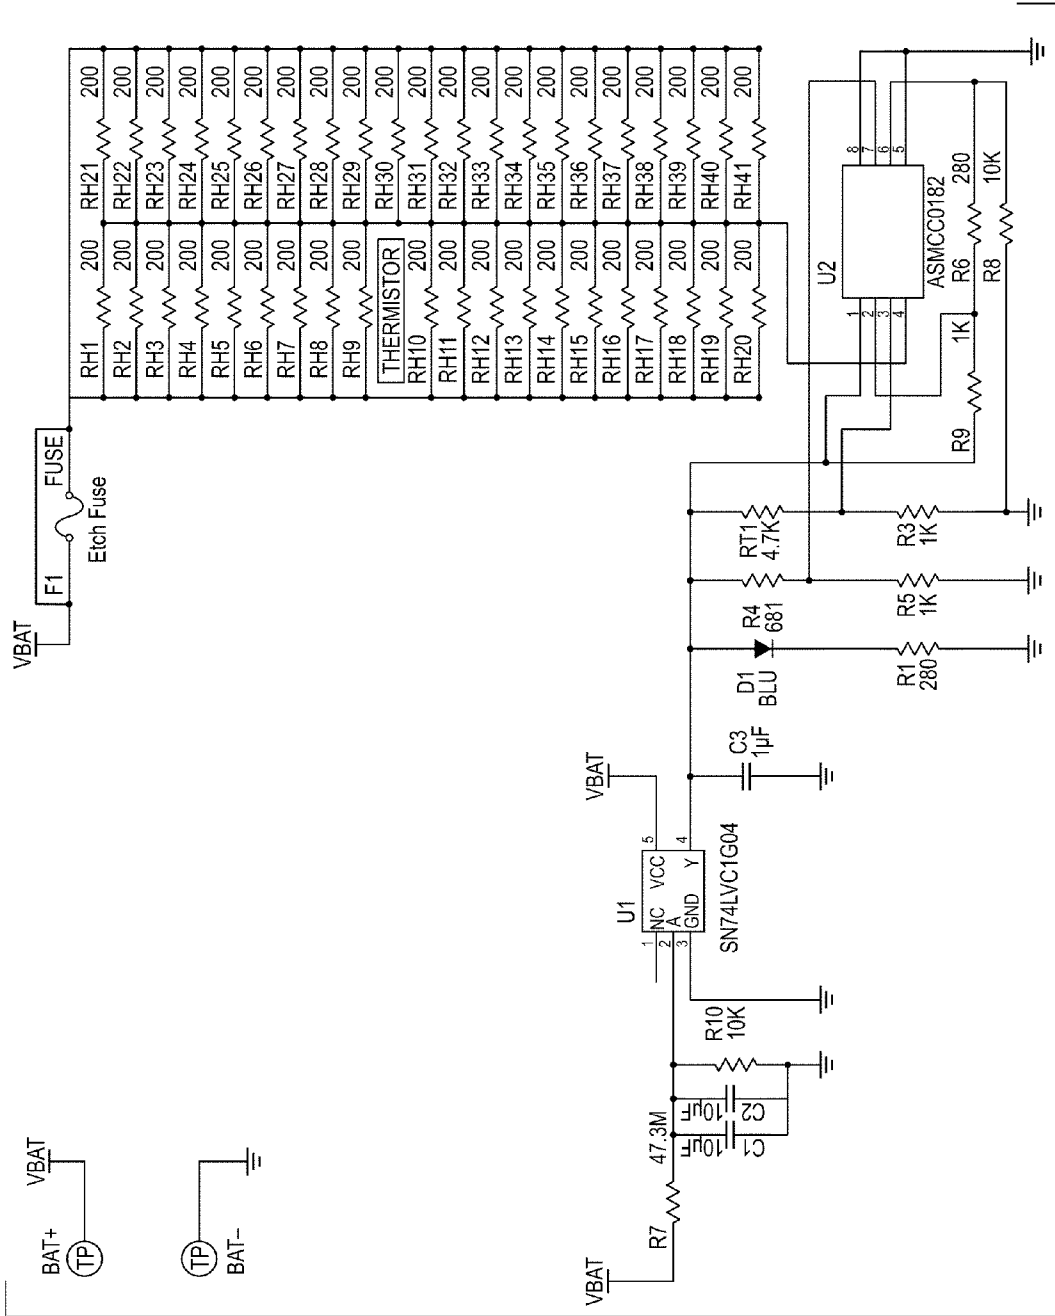 VBAT
F1
FUSE
Etch Fuse
RH1
200
RH21
200
RH2
200
RH22
200
RH3
200
RH23
200
RH4
200
RH24
200
RH5
200
RH25
200
RH6
200
RH26
200
RH7
200
RH27
200
RH8
200
RH28
200
RH9
200
RH29
200
THERMISTOR
RH30
200
RH10
200
RH31
200
RH11
200
RH32
200
RH12
200
RH33
200
RH13
200
RH34
200
RH14
200
RH35
200
RH15
200
RH36
200
RH16
200
RH37
200
RH17
200
RH38
200
RH18
200
RH39
200
RH19
200
RH40
200
RH20
200
RH41
200
BAT+
TP
VBAT
TP
BAT–
VBAT
R7
47.3M
C1
10µF
C2
10µF
R10
10K
U1
1
NC
VCC
5
2
A
3
GND
Y
4
SN74LVC1G04
VBAT
C3
1µF
D1
BLU
R1
280
R4
681
R5
1K
RT1
4.7K
R3
1K
U2
1
2
3
4
8
7
6
5
ASMCC0182
R9
1K
R6
280
R8
10K